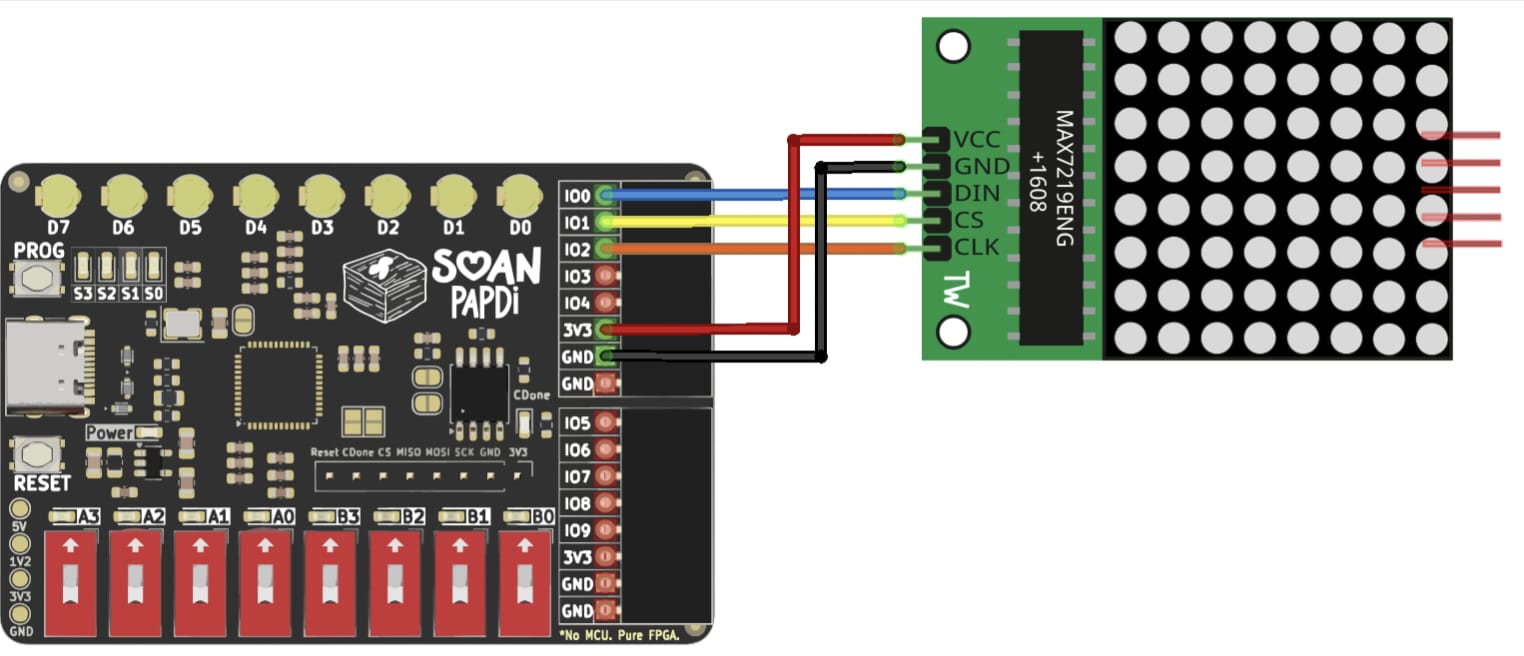 D7 D6 D5 D4 D3 D2 D1 D0
PROG
S3 S2 S1 S0
SOAN
PAPDi
IO0
IO1
IO2
IO3
IO4
3V3
GND
GND
CDone
Power
Reset CDone CS MISO MOSI SCK GND 3V3
RESET
IO5
IO6
IO7
IO8
IO9
3V3
GND
GND
5V
1V2
3V3
GND
A3 A2 A1 A0 B3 B2 B1 B0
*No MCU. Pure FPGA.
VCC
GND
DIN
CS
CLK
TW
MAX7219ENG
+1608